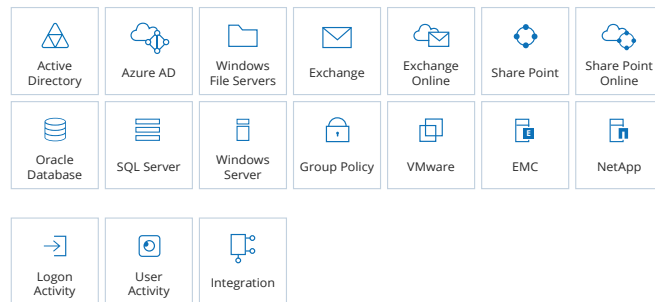 Active
Directory
Azure AD
Windows
File Servers
Exchange
Exchange
Online
Share Point
Share Point
Online
Oracle
Database
SQL Server
Windows
Server
Group Policy
VMware
E
EMC
NetApp
Logon
Activity
User
Activity
Integration